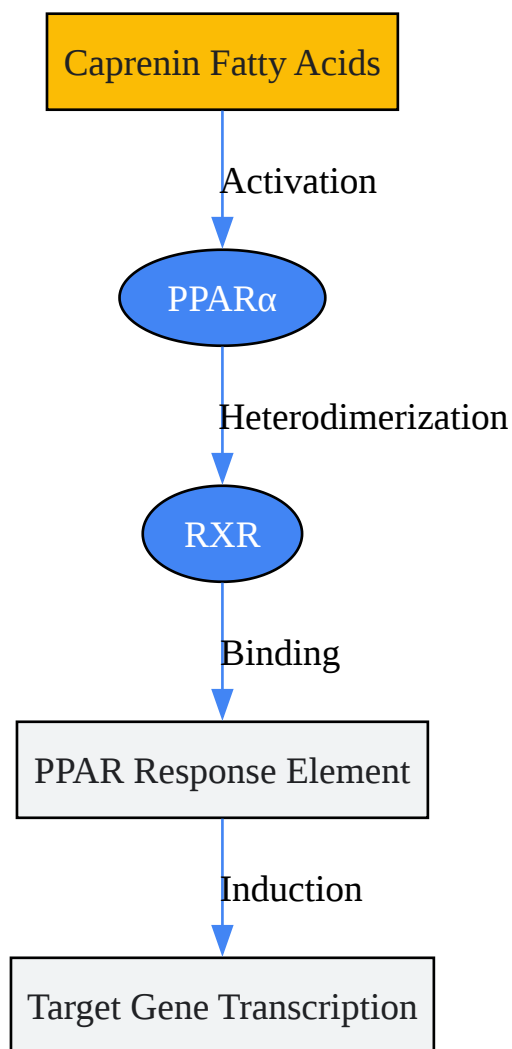 Caprenin Fatty Acids
Activation
PPARα
Heterodimerization
RXR
Binding
PPAR Response Element
Induction
Target Gene Transcription